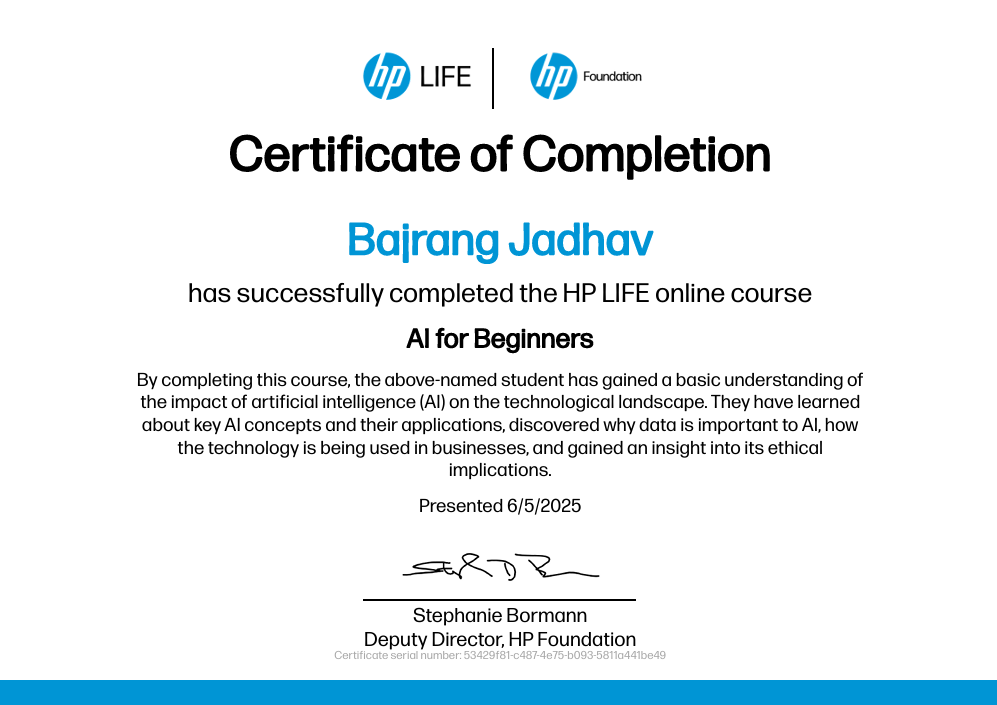 hp LIFE
hp Foundation
Certificate of Completion
Bajrang Jadhav
has successfully completed the HP LIFE online course
AI for Beginners
By completing this course, the above-named student has gained a basic understanding of
the impact of artificial intelligence (AI) on the technological landscape. They have learned
about key AI concepts and their applications, discovered why data is important to AI, how
the technology is being used in businesses, and gained an insight into its ethical
implications.
Presented 6/5/2025
Stephanie Bormann
Deputy Director, HP Foundation
Certificate serial number: 53429f81-c487-4e75-b093-5811a441be49